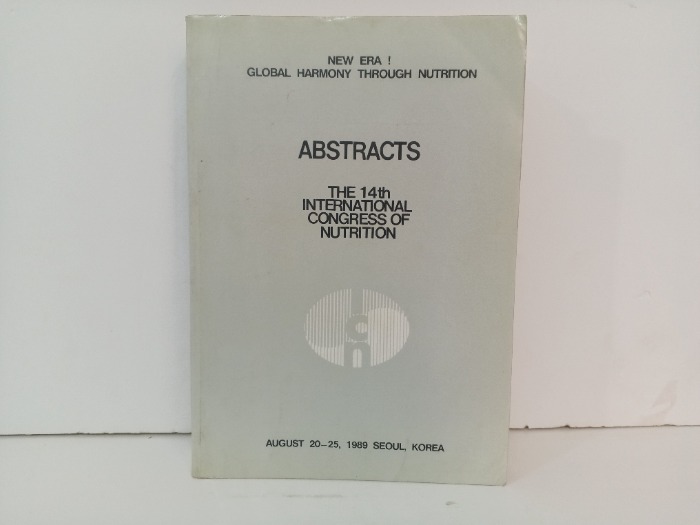 NEW ERA !
GLOBAL HARMONY THROUGH NUTRITION
ABSTRACTS
THE 14th
INTERNATIONAL
CONGRESS OF
NUTRITION
icn
AUGUST 20-25, 1989 SEOUL, KOREA